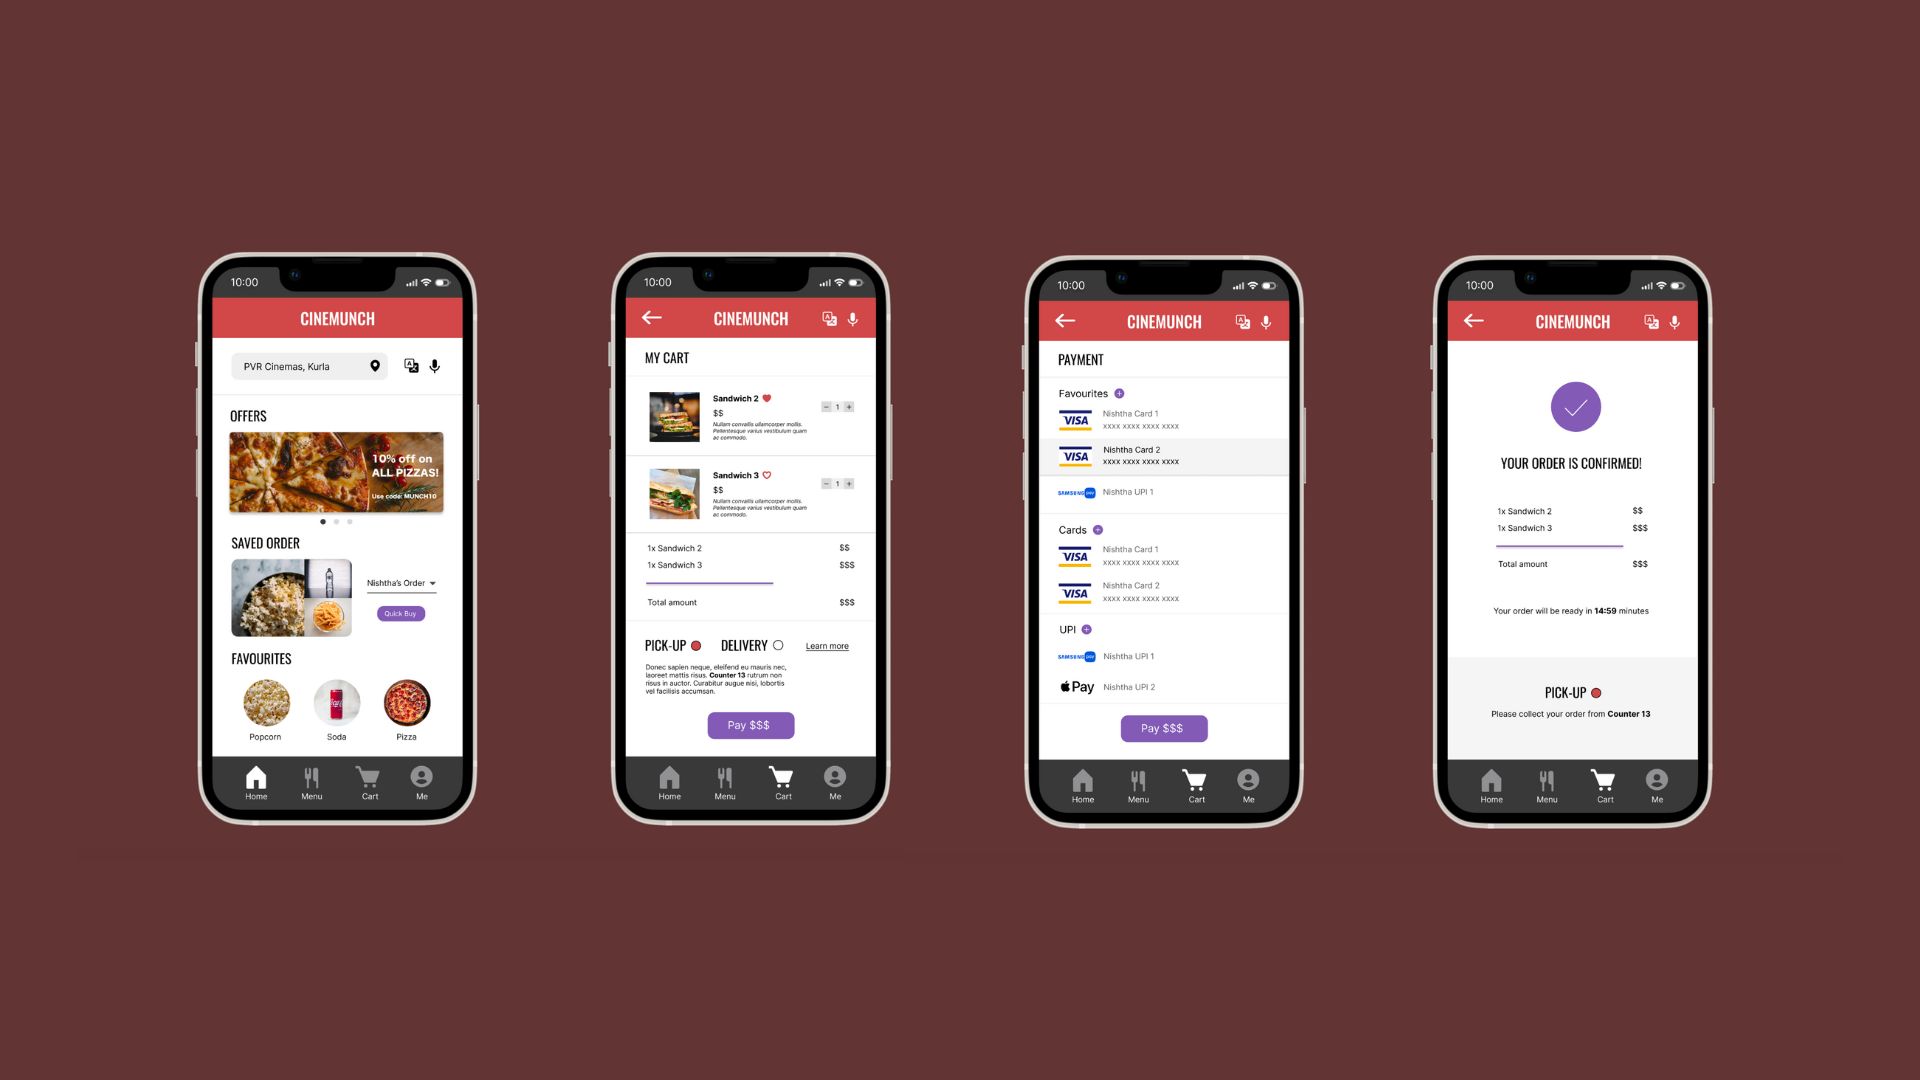 10:00
CINEMUNCH
PVR Cinemas, Kurla
OFFERS
10% off on
ALL PIZZAS!
Use code: MUNCH10
SAVED ORDER
Nishtha's Order
Quick Buy
FAVOURITES
Popcorn Soda Pizza
Home Menu Cart Me
10:00
CINEMUNCH
MY CART
Sandwich 2
$$
Nullam convallis ullamcorper mollis.
Pellentesque varius vestibulum quam
ac commodo.
- 1 +
Sandwich 3
$$
Nullam convallis ullamcorper mollis.
Pellentesque varius vestibulum quam
ac commodo.
- 1 +
1x Sandwich 2 $$
1x Sandwich 3 $$$
Total amount $$$
PICK-UP DELIVERY Learn more
Donec sapien neque, eleifend eu mauris nec,
laoreet mattis risus. Counter 13 rutrum non
risus in auctor. Curabitur augue nisi, lobortis
vel facilisis accumsan.
Pay $$$
Home Menu Cart Me
10:00
CINEMUNCH
PAYMENT
Favourites +
VISA Nishtha Card 1
xxxx xxxx xxxx xxxx
VISA Nishtha Card 2
xxxx xxxx xxxx xxxx
SAMSUNG pay Nishtha UPI 1
Cards +
VISA Nishtha Card 1
xxxx xxxx xxxx xxxx
VISA Nishtha Card 2
xxxx xxxx xxxx xxxx
UPI +
SAMSUNG pay Nishtha UPI 1
Pay Nishtha UPI 2
Pay $$$
Home Menu Cart Me
10:00
CINEMUNCH
YOUR ORDER IS CONFIRMED!
1x Sandwich 2 $$
1x Sandwich 3 $$$
Total amount $$$
Your order will be ready in 14:59 minutes
PICK-UP
Please collect your order from Counter 13
Home Menu Cart Me